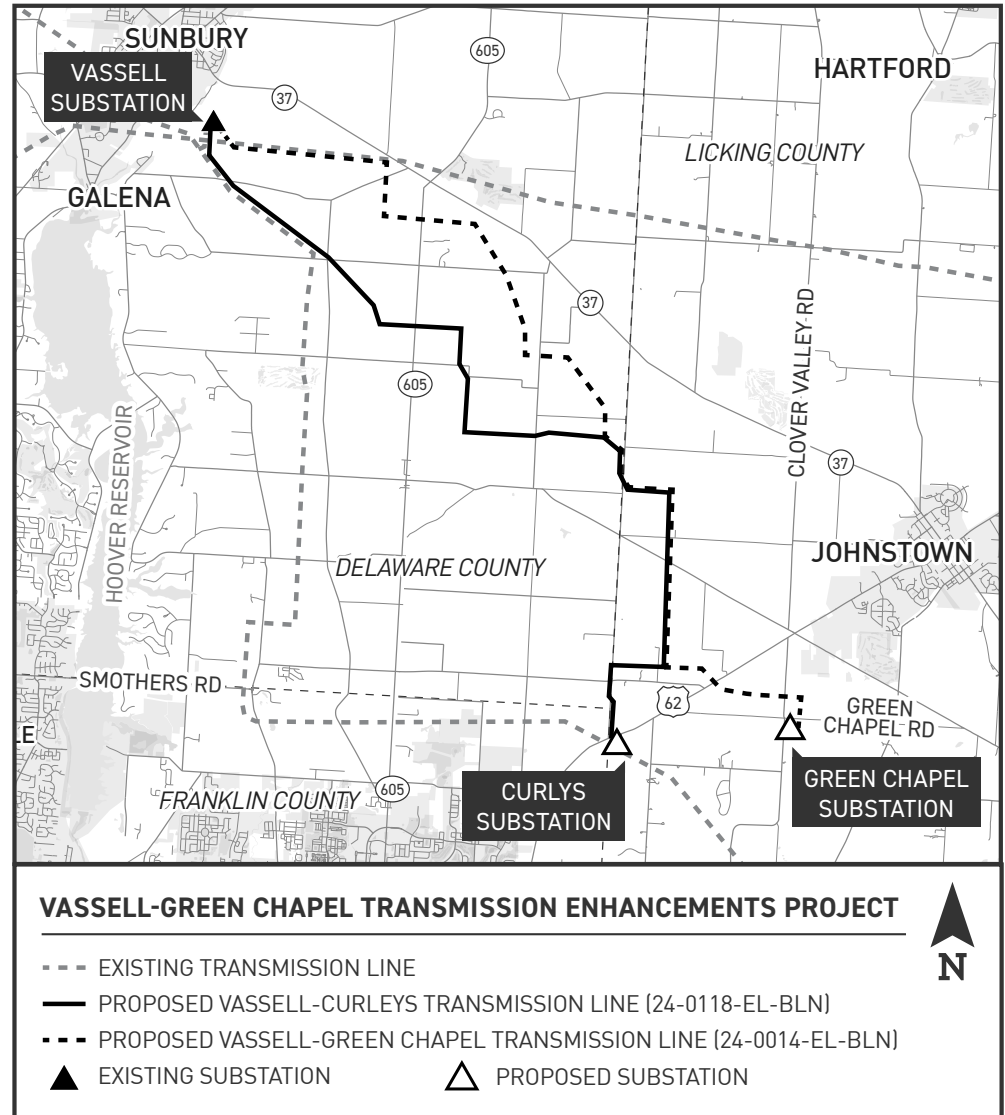 SUNBURY
605
VASSELL
SUBSTATION
HARTFORD
37
LICKING COUNTY
GALENA
37
CLOVER VALLEY RD
605
HOOVER RESERVOIR
37
JOHNSTOWN
DELAWARE COUNTY
SMOTHERS RD
62
GREEN
CHAPEL RD
LE
CURLYS
SUBSTATION
GREEN CHAPEL
SUBSTATION
605
FRANKLIN COUNTY
VASSELL-GREEN CHAPEL TRANSMISSION ENHANCEMENTS PROJECT
N
EXISTING TRANSMISSION LINE
PROPOSED VASSELL-CURLEYS TRANSMISSION LINE (24-0118-EL-BLN)
PROPOSED VASSELL-GREEN CHAPEL TRANSMISSION LINE (24-0014-EL-BLN)
EXISTING SUBSTATION
PROPOSED SUBSTATION